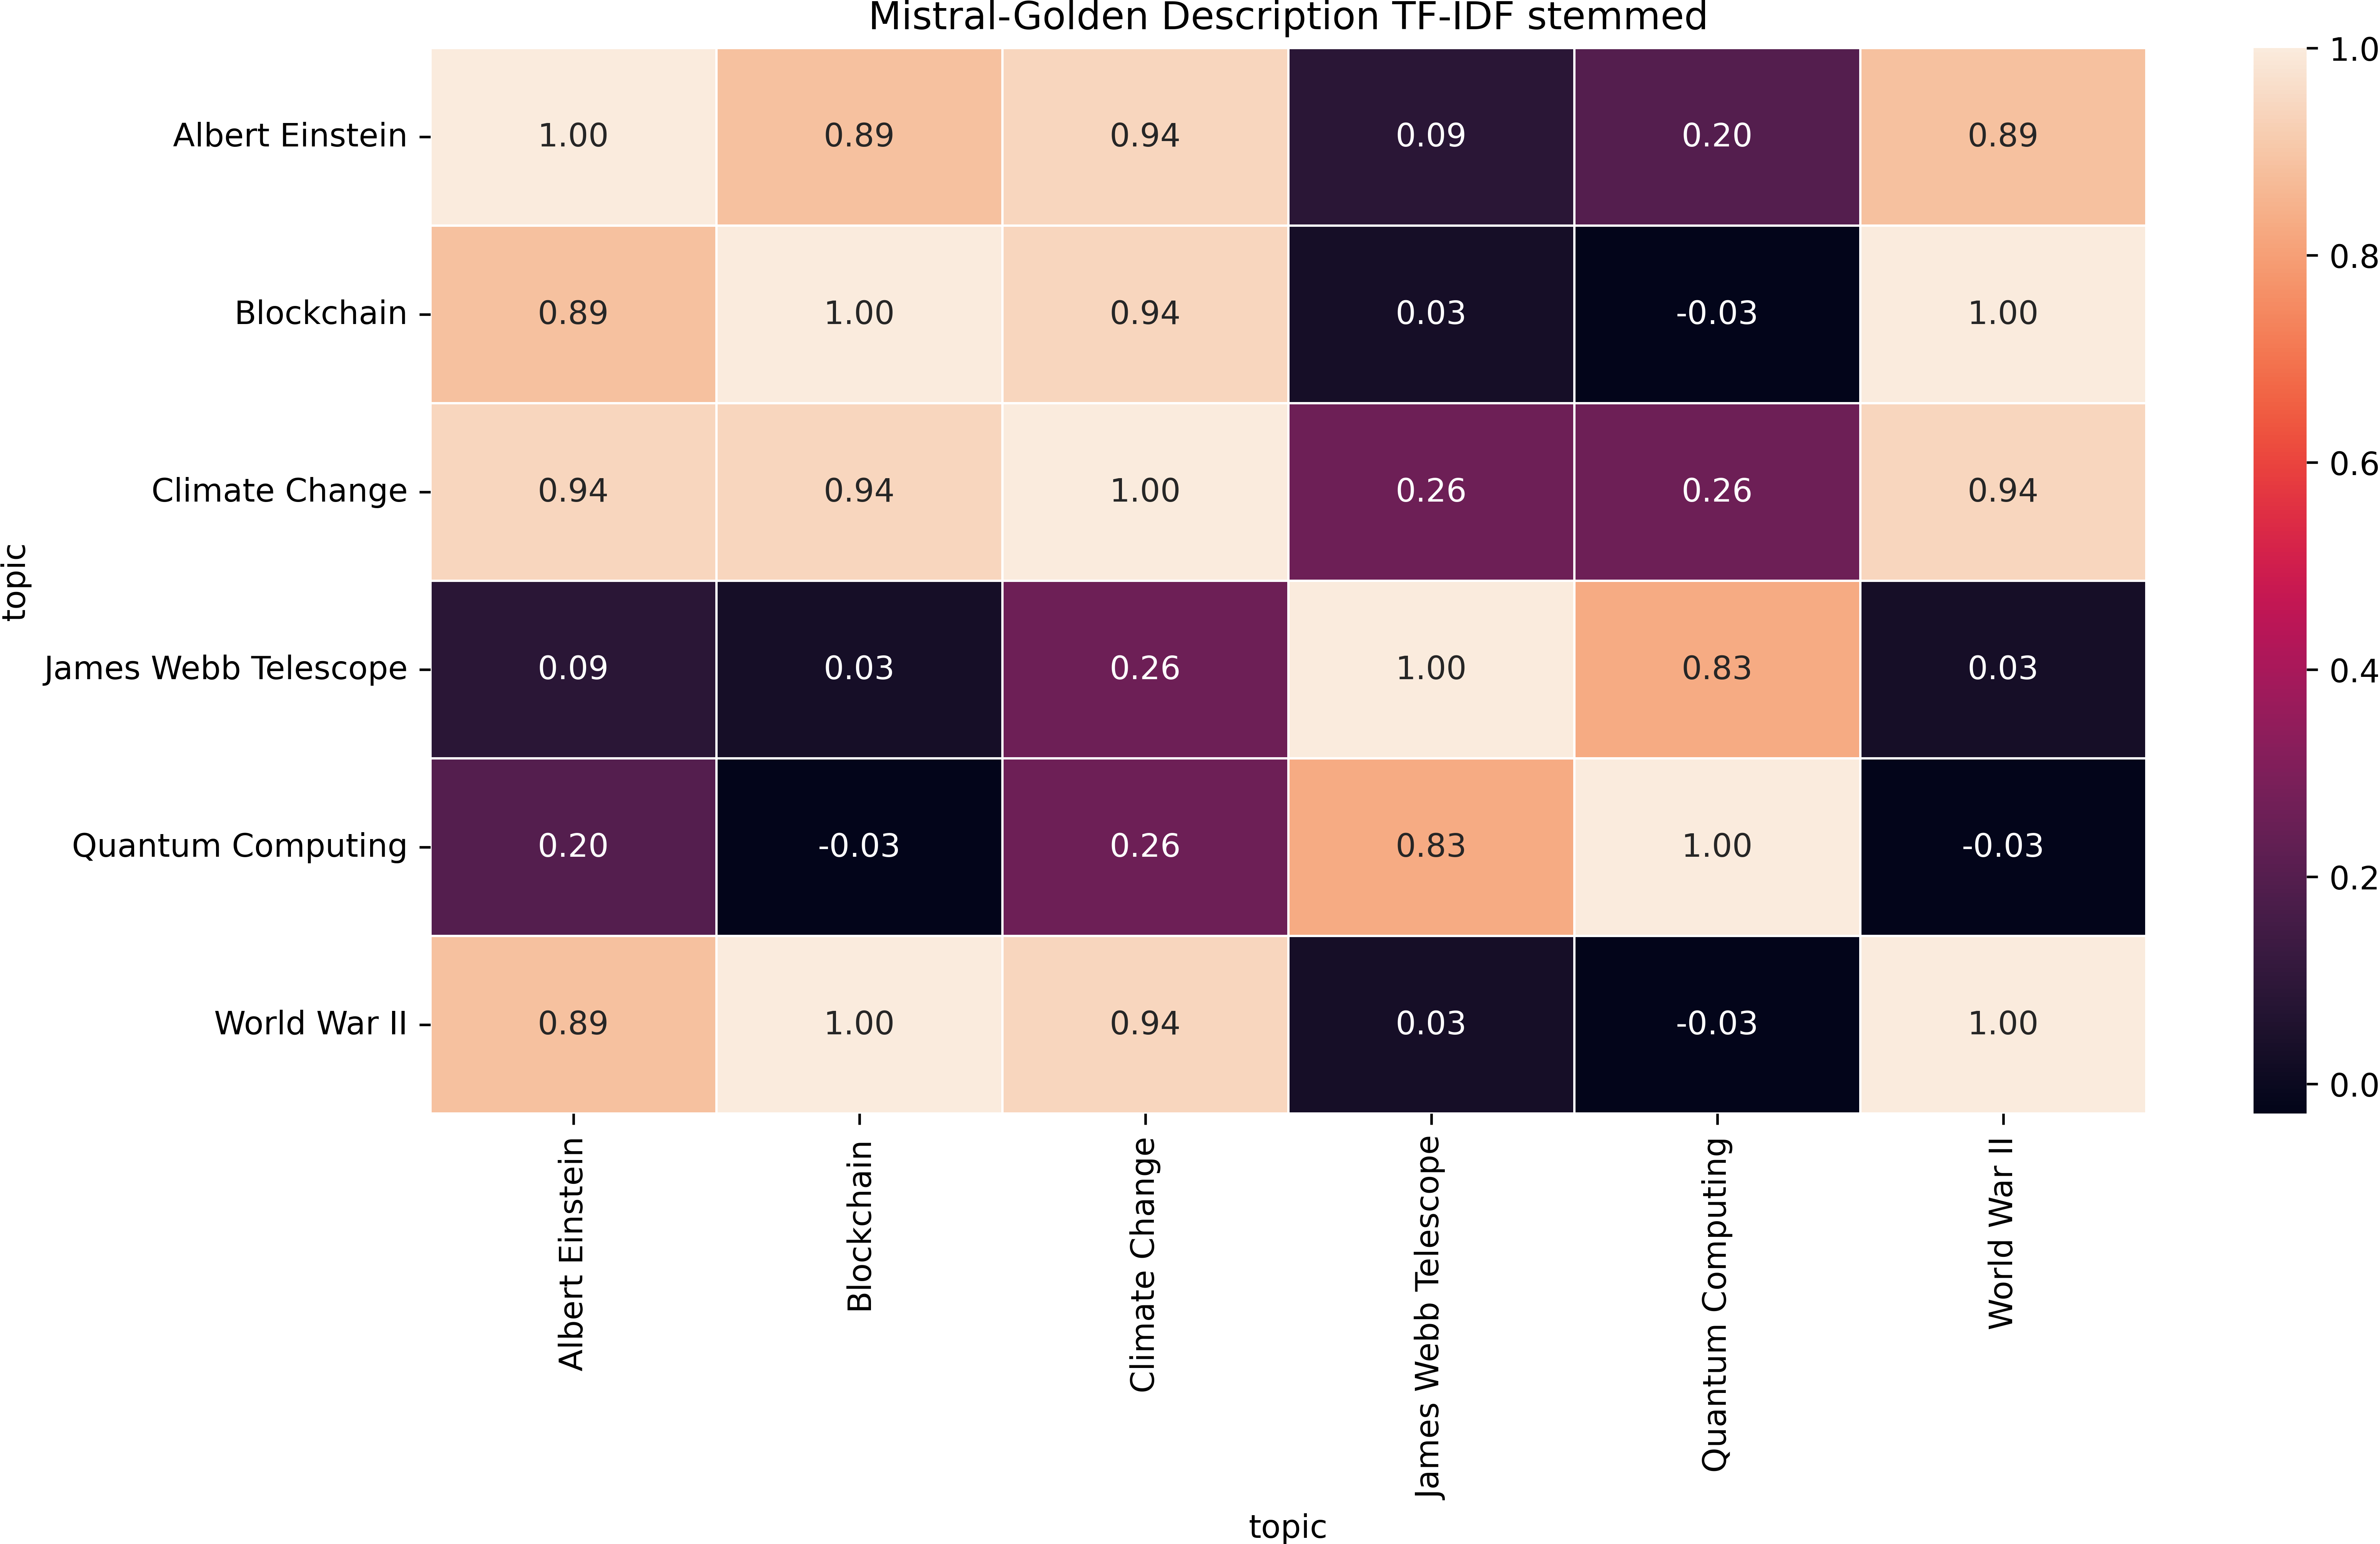 Mistral-Golden Description TF-IDF stemmed
topic
Albert Einstein 1.00 0.89 0.94 0.09 0.20 0.89
Blockchain 0.89 1.00 0.94 0.03 -0.03 1.00
Climate Change 0.94 0.94 1.00 0.26 0.26 0.94
James Webb Telescope 0.09 0.03 0.26 1.00 0.83 0.03
Quantum Computing 0.20 -0.03 0.26 0.83 1.00 -0.03
World War II 0.89 1.00 0.94 0.03 -0.03 1.00
Albert Einstein
Blockchain
Climate Change
James Webb Telescope
Quantum Computing
World War II
topic
1.0
0.8
0.6
0.4
0.2
0.0